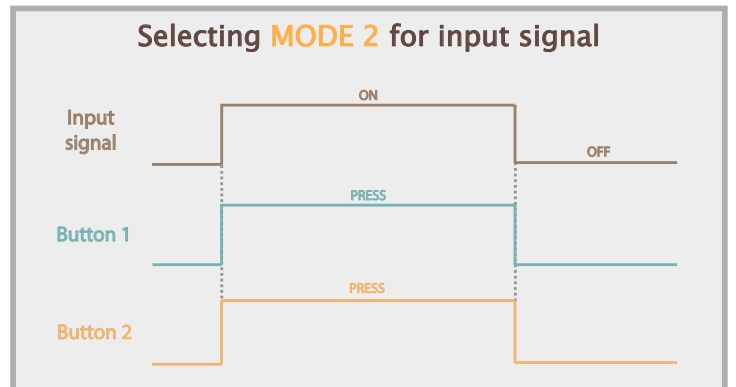 Selecting MODE 2 for input signal
ON
Input
signal
OFF
PRESS
Button 1
PRESS
Button 2